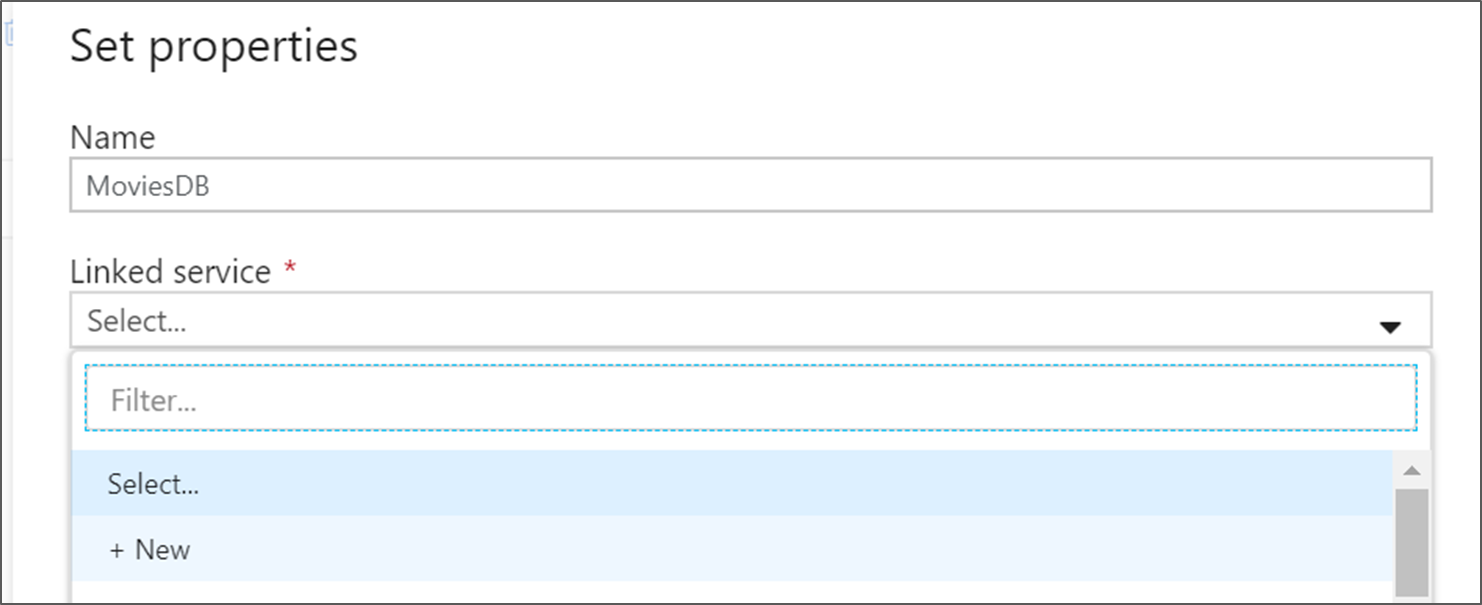 Set properties
Name
MoviesDB
Linked service *
Select...
Filter...
Select...
+ New